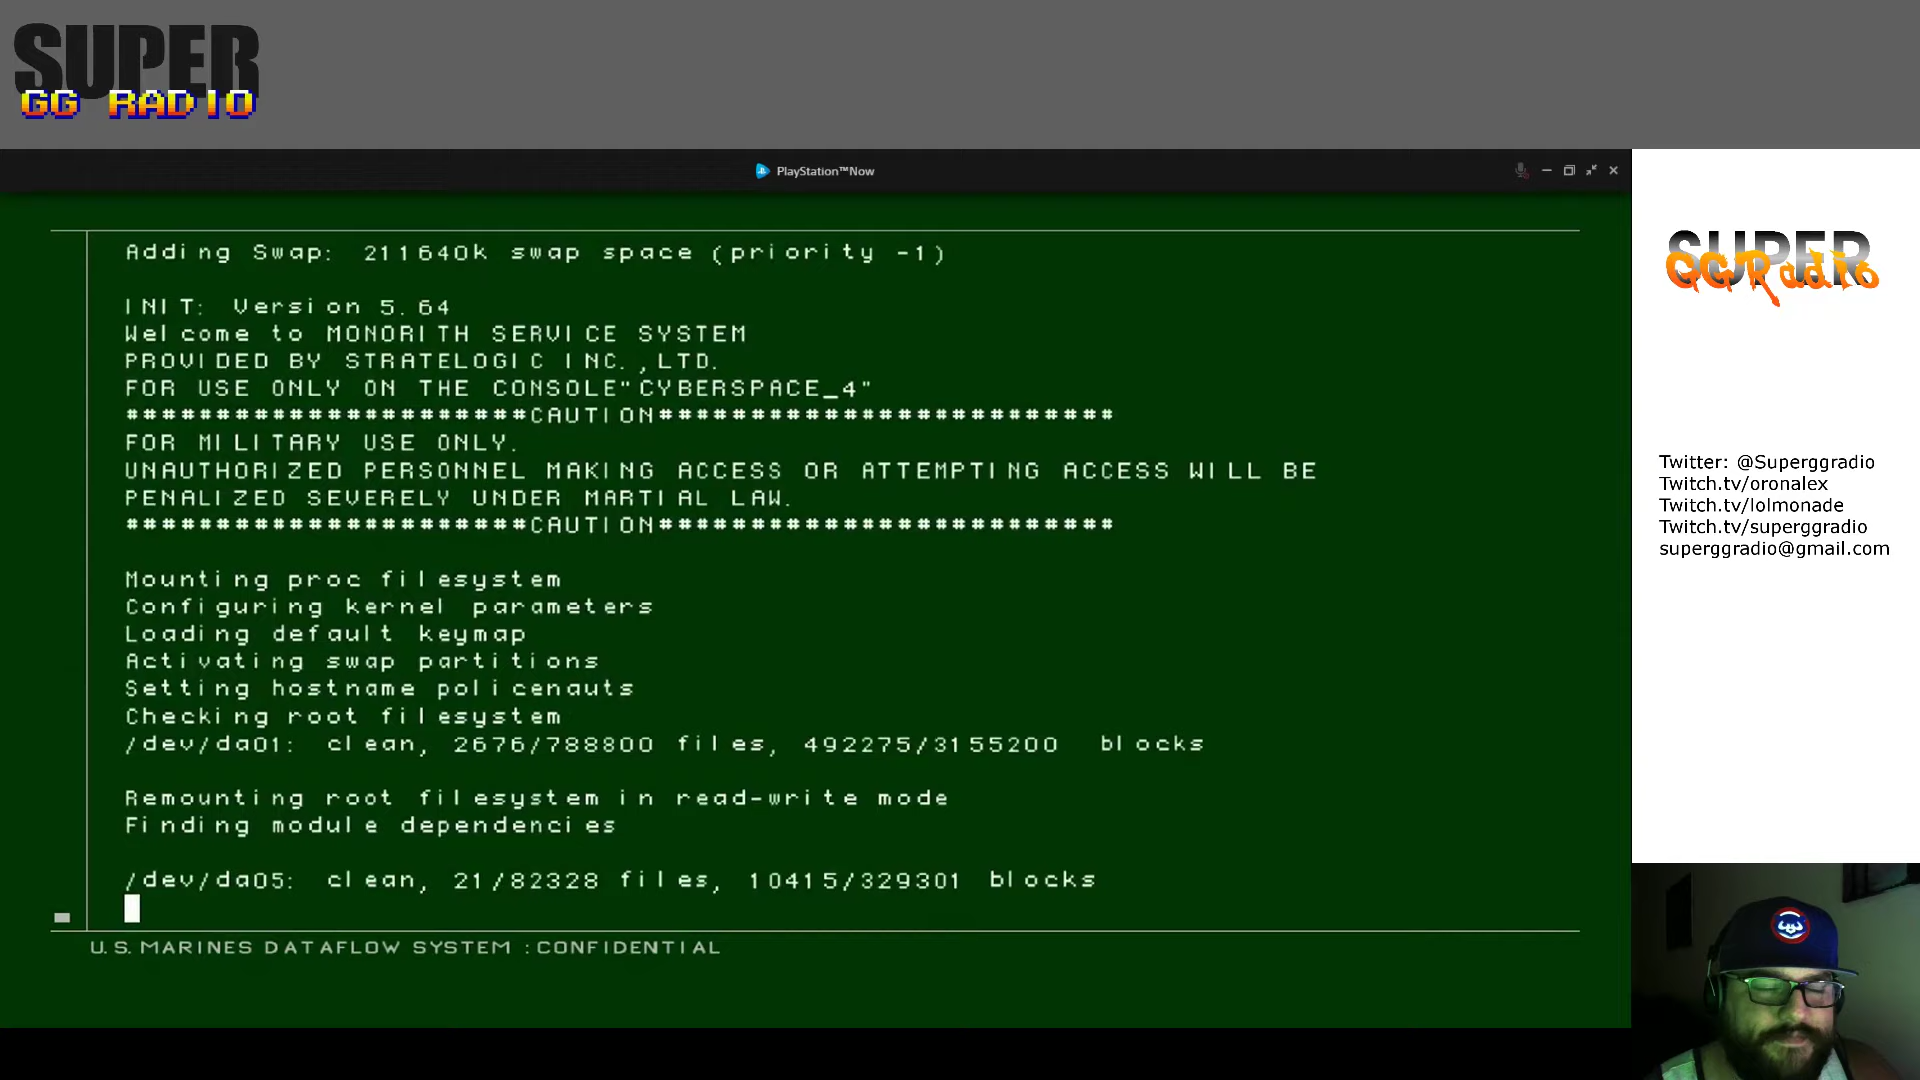 SUPER
GG RADIO
PlayStation™Now
Adding Swap: 211640k swap space (priority -1)
INIT: Version 5.64
Welcome to MONORITH SERVICE SYSTEM
PROVIDED BY STRATELOGIC INC.,LTD.
FOR USE ONLY ON THE CONSOLE"CYBERSPACE_4"
######################CAUTION#########################
FOR MILITARY USE ONLY.
UNAUTHORIZED PERSONNEL MAKING ACCESS OR ATTEMPTING ACCESS WILL BE
PENALIZED SEVERELY UNDER MARTIAL LAW.
######################CAUTION#########################
Mounting proc filesystem
Configuring kernel parameters
Loading default keymap
Activating swap partitions
Setting hostname policenauts
Checking root filesystem
/dev/da01: clean, 2676/788800 files, 492275/3155200 blocks
Remounting root filesystem in read-write mode
Finding module dependencies
/dev/da05: clean, 21/82328 files, 10415/329301 blocks
U.S.MARINES DATAFLOW SYSTEM :CONFIDENTIAL
SUPER
GGRadio
Twitter: @Superggradio
Twitch.tv/oronalex
Twitch.tv/lolmonade
Twitch.tv/superggradio
superggradio@gmail.com